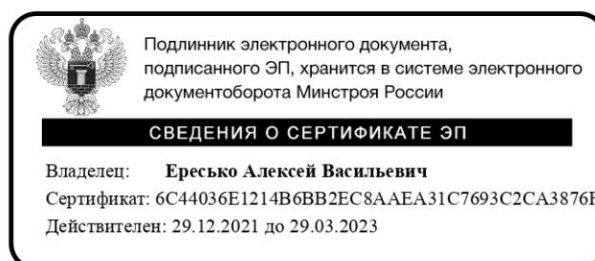 Подлинник электронного документа,
подписанного ЭП, хранится в системе электронного
документооборота Минстроя России
СВЕДЕНИЯ О СЕРТИФИКАТЕ ЭП
Владелец: Ересько Алексей Васильевич
Сертификат: 6C44036E1214B6BB2EC8AAEA31C7693C2CA3876
Действителен: 29.12.2021 до 29.03.2023